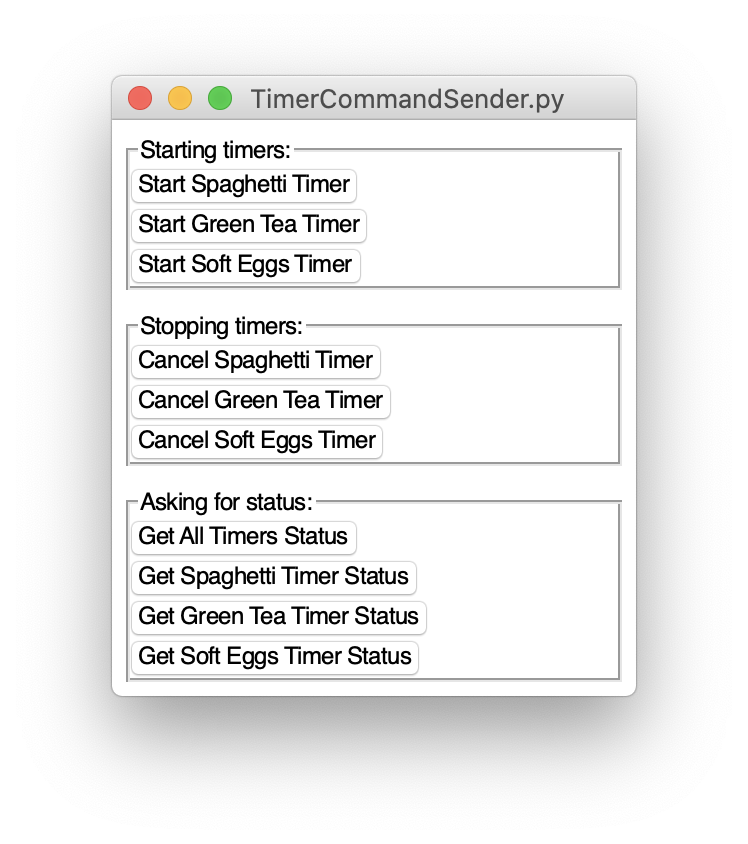 TimerCommandSender.py
Starting timers:
Start Spaghetti Timer
Start Green Tea Timer
Start Soft Eggs Timer
Stopping timers:
Cancel Spaghetti Timer
Cancel Green Tea Timer
Cancel Soft Eggs Timer
Asking for status:
Get All Timers Status
Get Spaghetti Timer Status
Get Green Tea Timer Status
Get Soft Eggs Timer Status